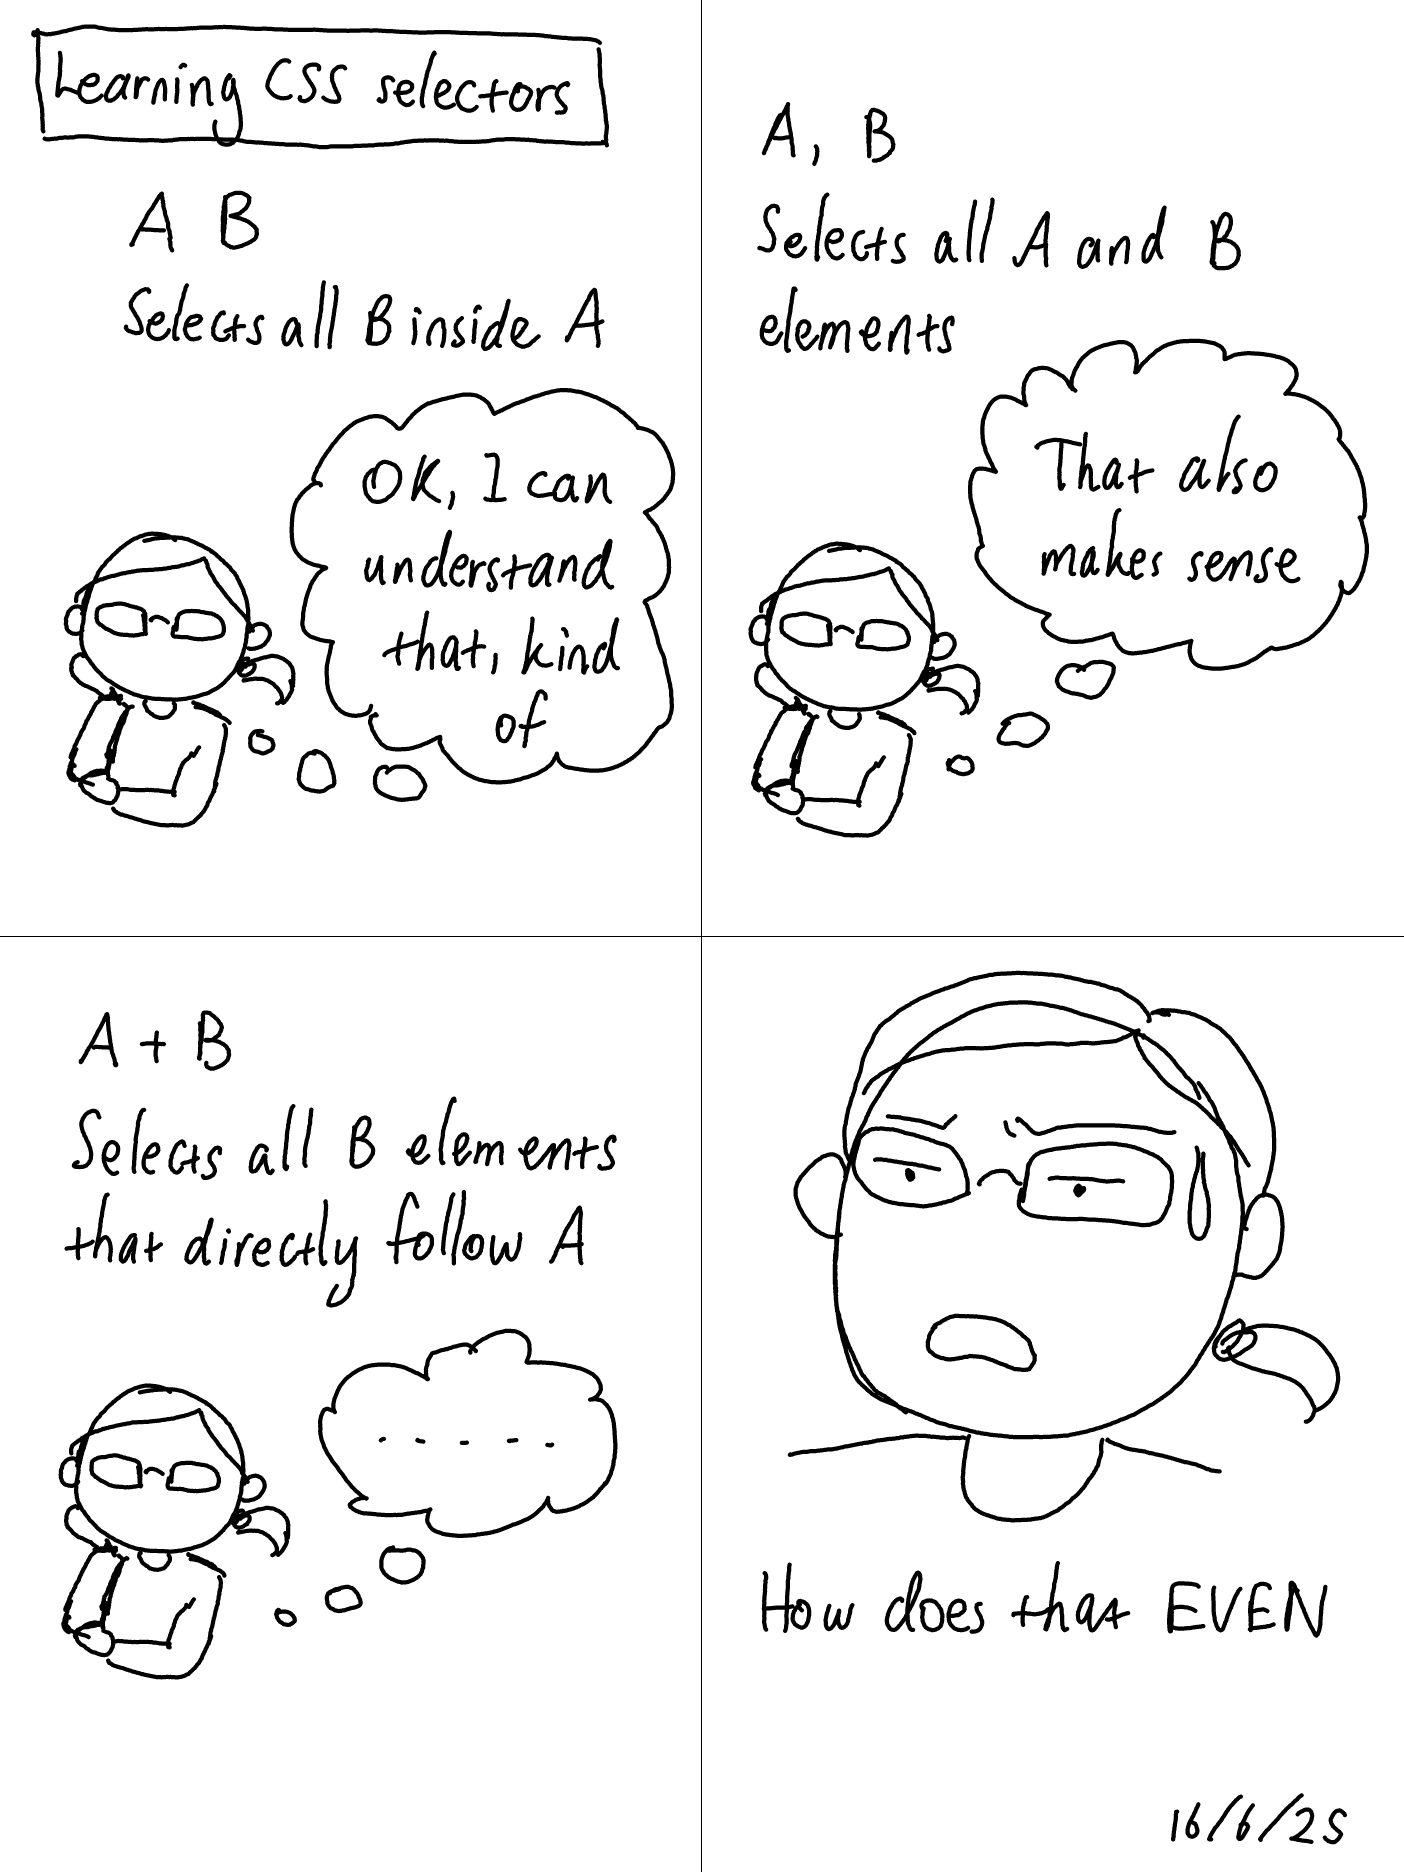 Learning CSS selectors
A B
Selects all B inside A
OK, I can
understand
that, kind
of
A, B
Selects all A and B
elements
That also
makes sense
A + B
Selects all B elements
that directly follow A
.....
How does that EVEN
16/6/25